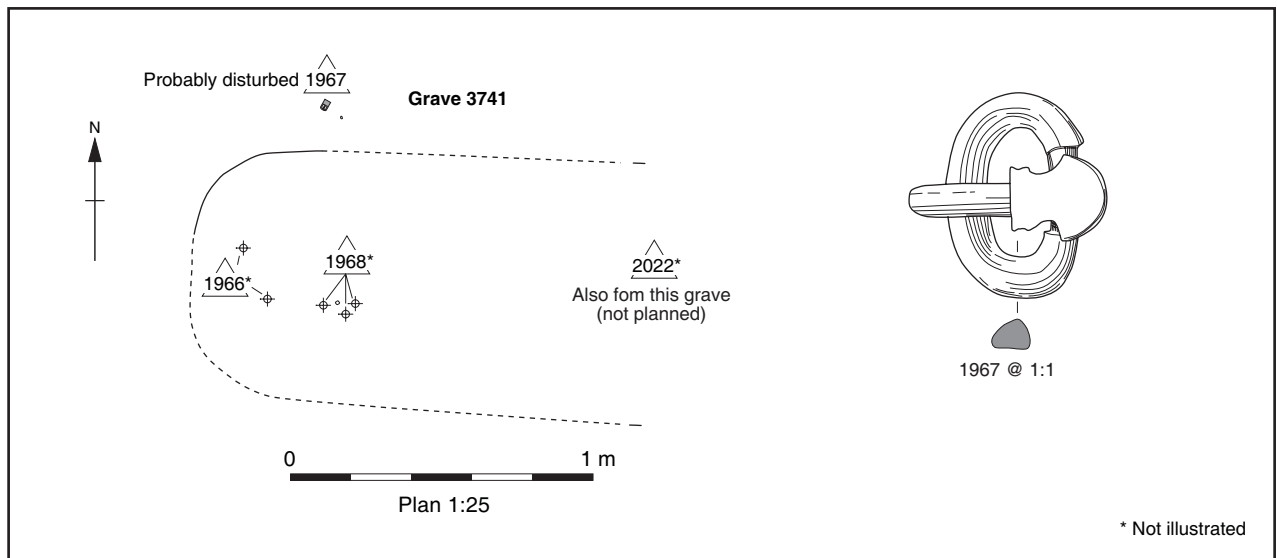 Probably disturbed 1967
Grave 3741
N
1966*
1968*
2022*
Also fom this grave
(not planned)
1967 @ 1:1
0 1 m
Plan 1:25
* Not illustrated